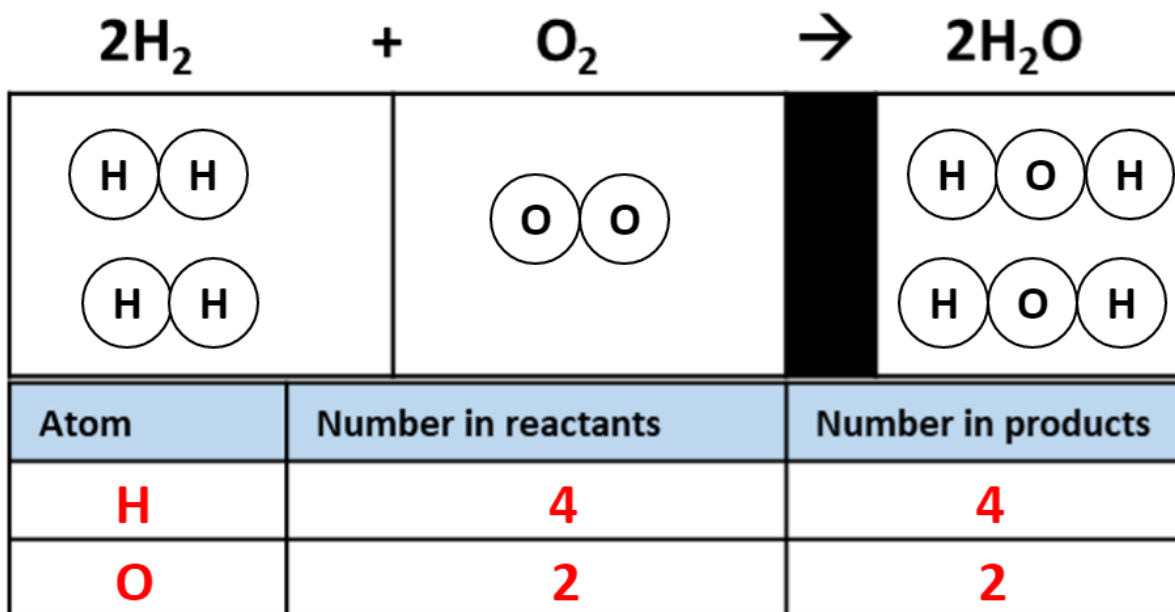 2H₂ + O₂ → 2H₂O
H H O O H O H
H H H O H
Atom Number in reactants Number in products
H 4 4
O 2 2